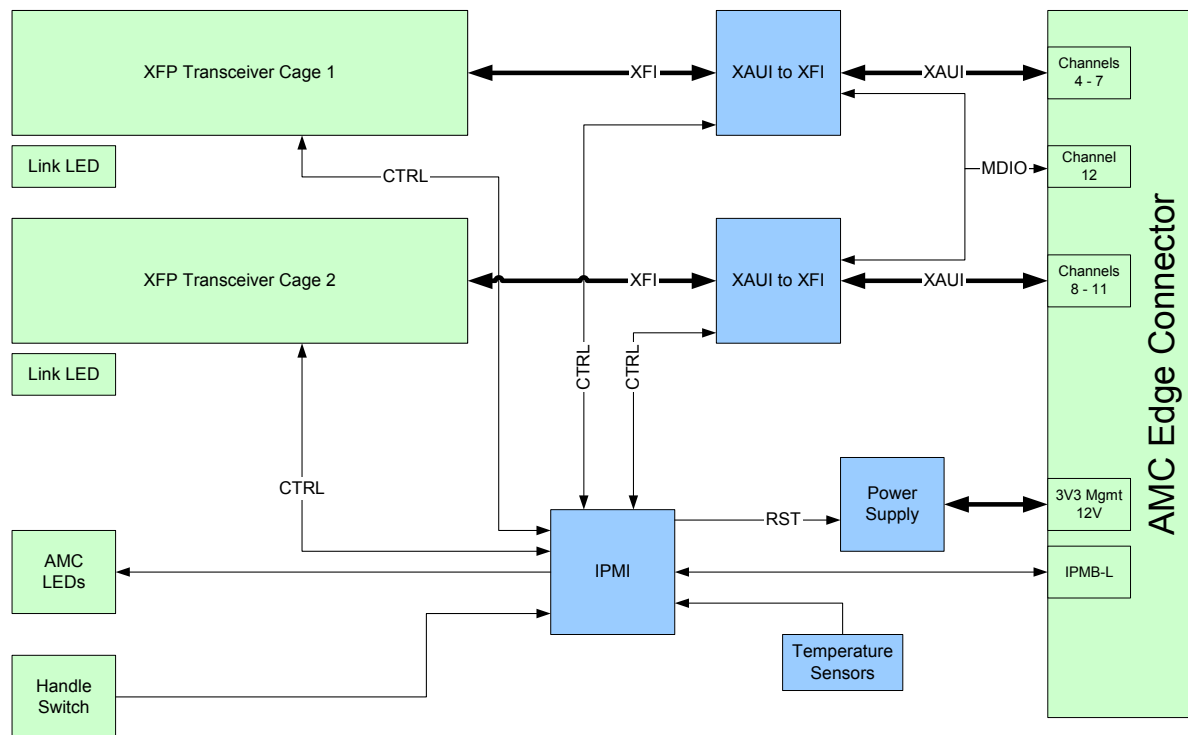 XFP Transceiver Cage 1
XFI
XAUI to XFI
XAUI
Channels
4 - 7
Link LED
CTRL
MDIO
Channel
12
XFP Transceiver Cage 2
XFI
XAUI to XFI
XAUI
Channels
8 - 11
Link LED
CTRL
CTRL
AMC Edge Connector
CTRL
RST
Power
Supply
3V3 Mgmt
12V
AMC
LEDs
IPMI
IPMB-L
Handle
Switch
Temperature
Sensors